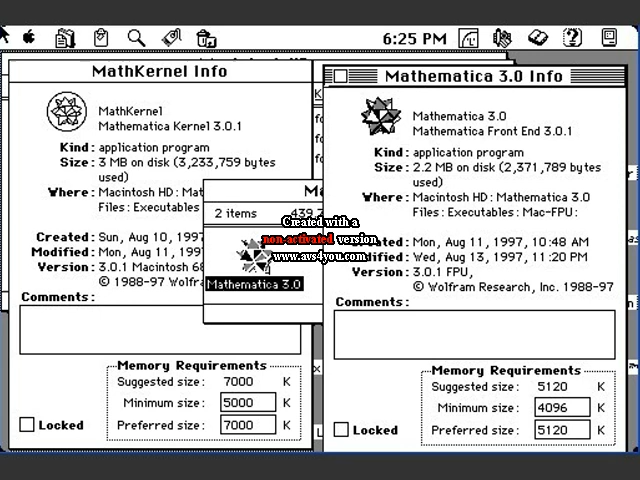 6:25 PM
MathKernel Info
MathKernel
Mathematica Kernel 3.0.1
Kind: application program
Size: 3 MB on disk (3,233,759 bytes
used)
Where: Macintosh HD: Mat
Files: Executables
Created: Sun, Aug 10, 1997
Modified: Mon, Aug 11, 1997
Version: 3.0.1 Macintosh 68
© 1988-97 Wolfram
Comments:
Memory Requirements
Suggested size: 7000 K
Minimum size: 5000 K
Preferred size: 7000 K
Locked
Ma
2 items 439.7
Mathematica 3.0
Created with a
non-activated version
www.avs4you.com
Mathematica 3.0 Info
Mathematica 3.0
Mathematica Front End 3.0.1
Kind: application program
Size: 2.2 MB on disk (2,371,789 bytes
used)
Where: Macintosh HD: Mathematica 3.0
Files: Executables: Mac-FPU:
Created: Mon, Aug 11, 1997, 10:48 AM
Modified: Wed, Aug 13, 1997, 11:20 PM
Version: 3.0.1 FPU,
© Wolfram Research, Inc. 1988-97
Comments:
Memory Requirements
Suggested size: 5120 K
Minimum size: 4096 K
Preferred size: 5120 K
Locked